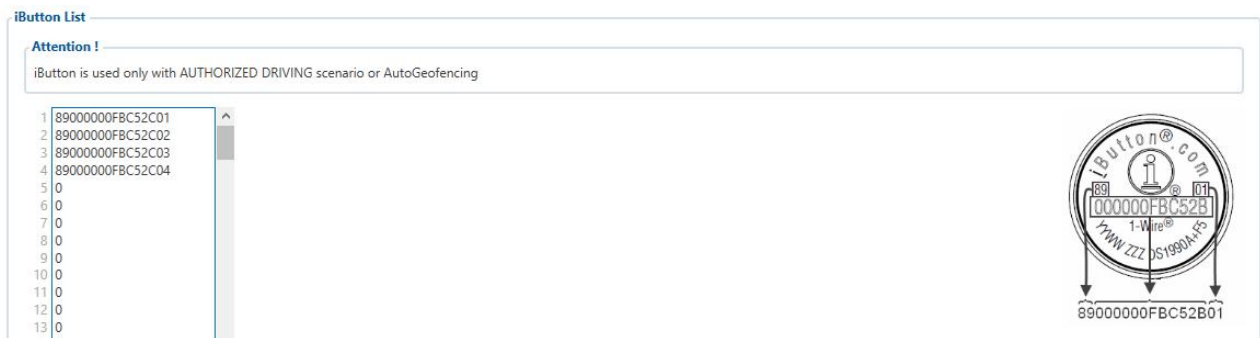 iButton List
Attention !
iButton is used only with AUTHORIZED DRIVING scenario or AutoGeofencing
1 89000000FBC52C01
2 89000000FBC52C02
3 89000000FBC52C03
4 89000000FBC52C04
5 0
6 0
7 0
8 0
9 0
10 0
11 0
12 0
13 0
iButton®.com
i
®
89 01
000000FBC52B
1-Wire®
YYWW ZZZ DS1990A+F5
89000000FBC52B01